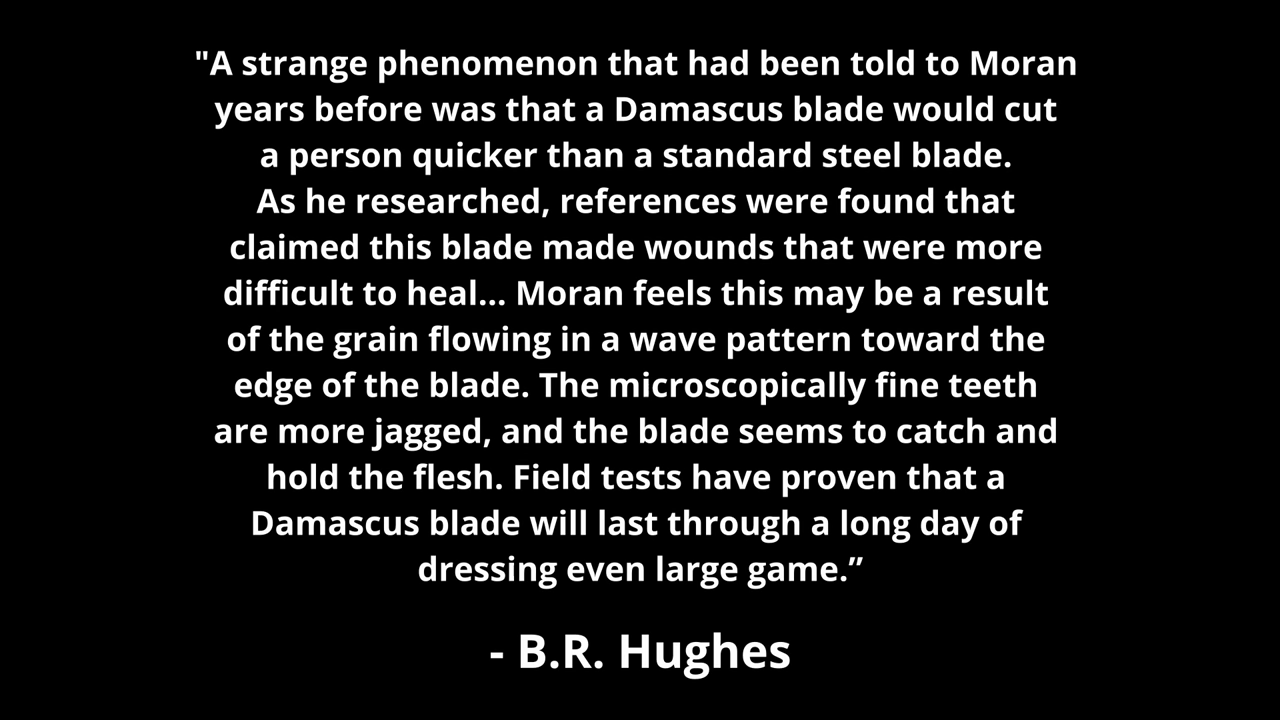 "A strange phenomenon that had been told to Moran
years before was that a Damascus blade would cut
a person quicker than a standard steel blade.
As he researched, references were found that
claimed this blade made wounds that were more
difficult to heal... Moran feels this may be a result
of the grain flowing in a wave pattern toward the
edge of the blade. The microscopically fine teeth
are more jagged, and the blade seems to catch and
hold the flesh. Field tests have proven that a
Damascus blade will last through a long day of
dressing even large game.”
- B.R. Hughes